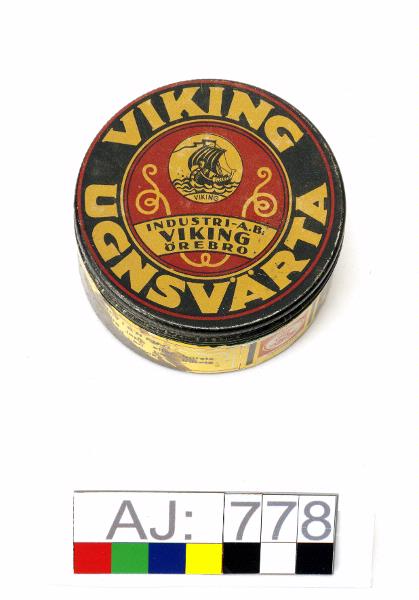 VIKING
VIKING
INDUSTRI-A.B.
VIKING
ÖREBRO.
UGNSVÄRTA
AJ: 778